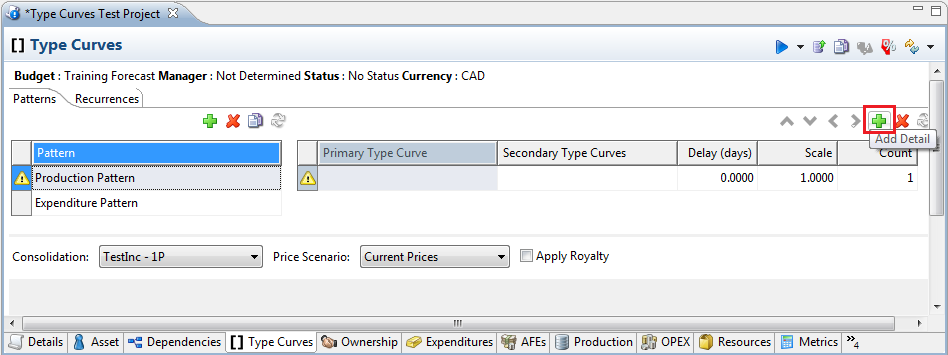 *Type Curves Test Project
[ ] Type Curves
Budget : Training Forecast Manager : Not Determined Status : No Status Currency : CAD
Patterns Recurrences
Add Detail
Pattern Primary Type Curve Secondary Type Curves Delay (days) Scale Count
Production Pattern 0.0000 1.0000 1
Expenditure Pattern
Consolidation: TestInc - 1P Price Scenario: Current Prices Apply Royalty
Details Asset Dependencies [ ] Type Curves Ownership Expenditures AFEs Production OPEX Resources Metrics »4